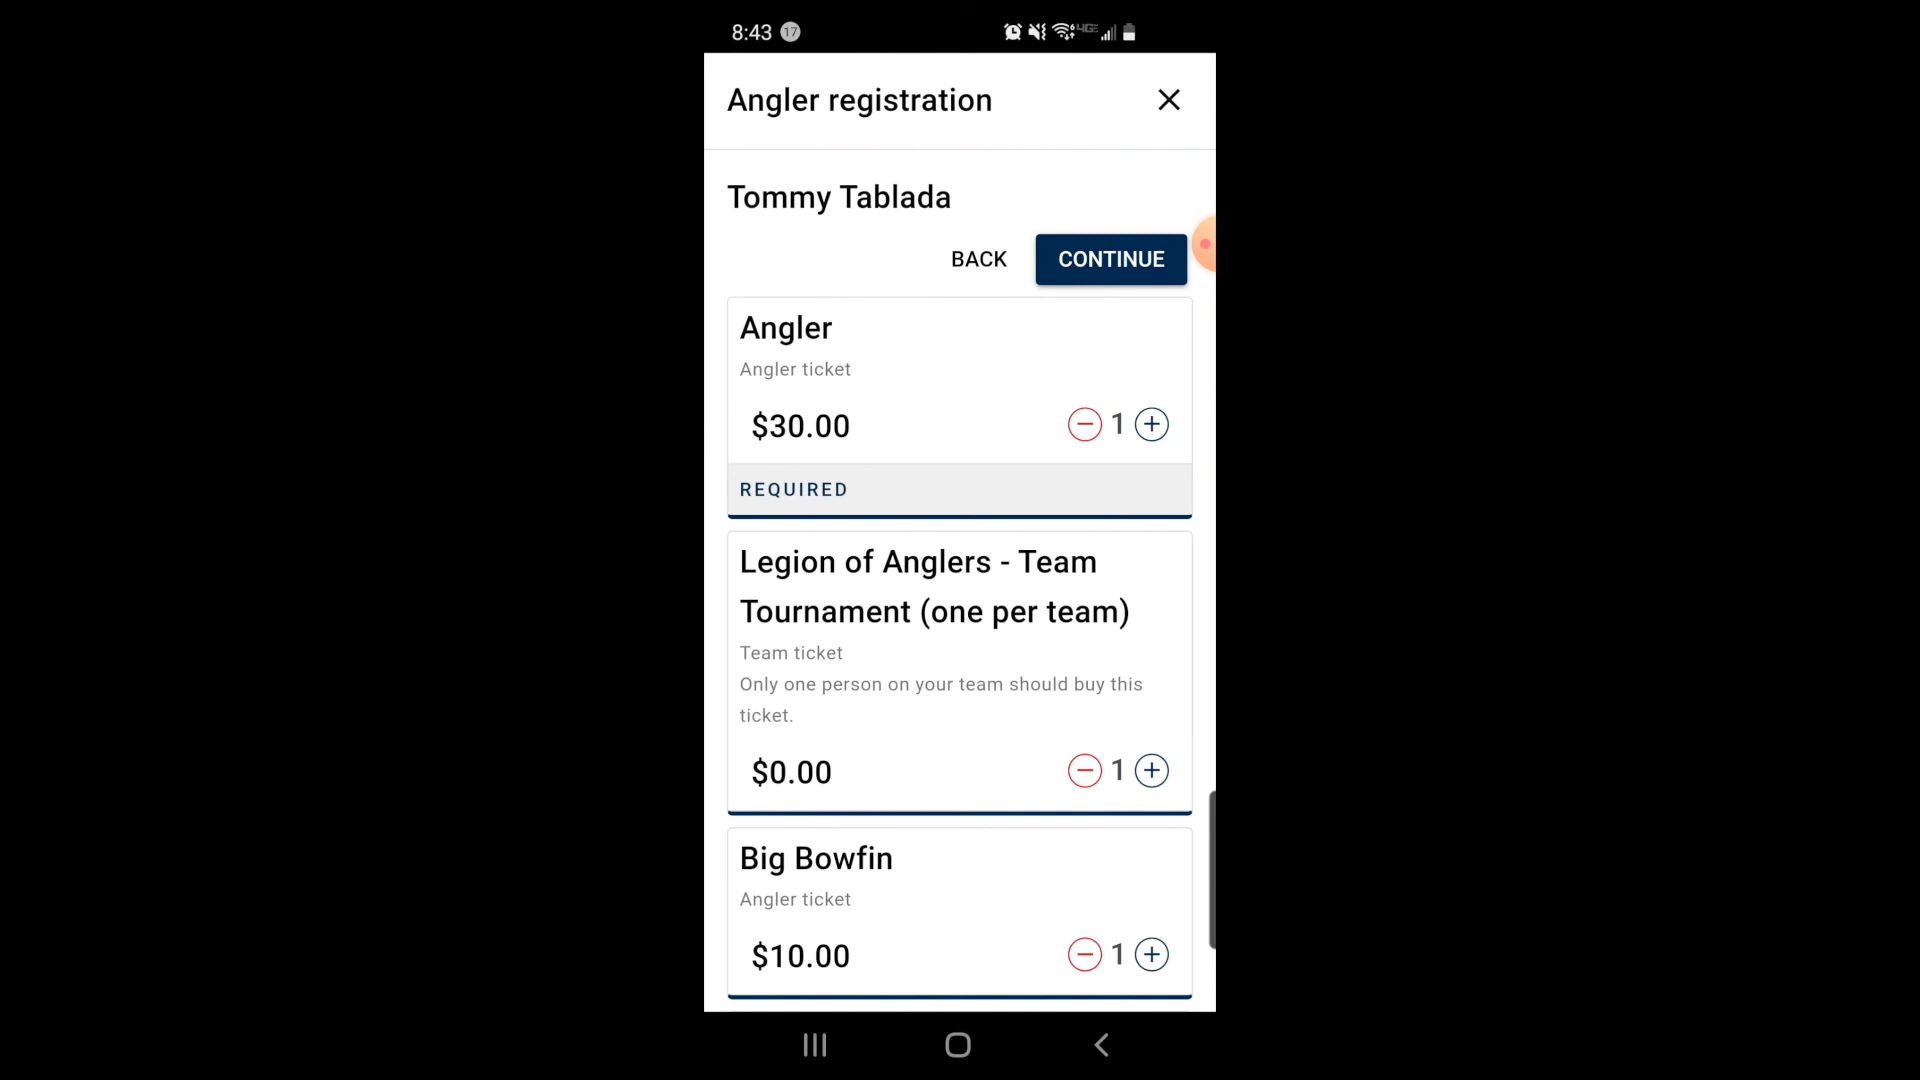 8:43 17
Angler registration
Tommy Tablada
BACK CONTINUE
Angler
Angler ticket
$30.00 1
REQUIRED
Legion of Anglers - Team
Tournament (one per team)
Team ticket
Only one person on your team should buy this
ticket.
$0.00 1
Big Bowfin
Angler ticket
$10.00 1